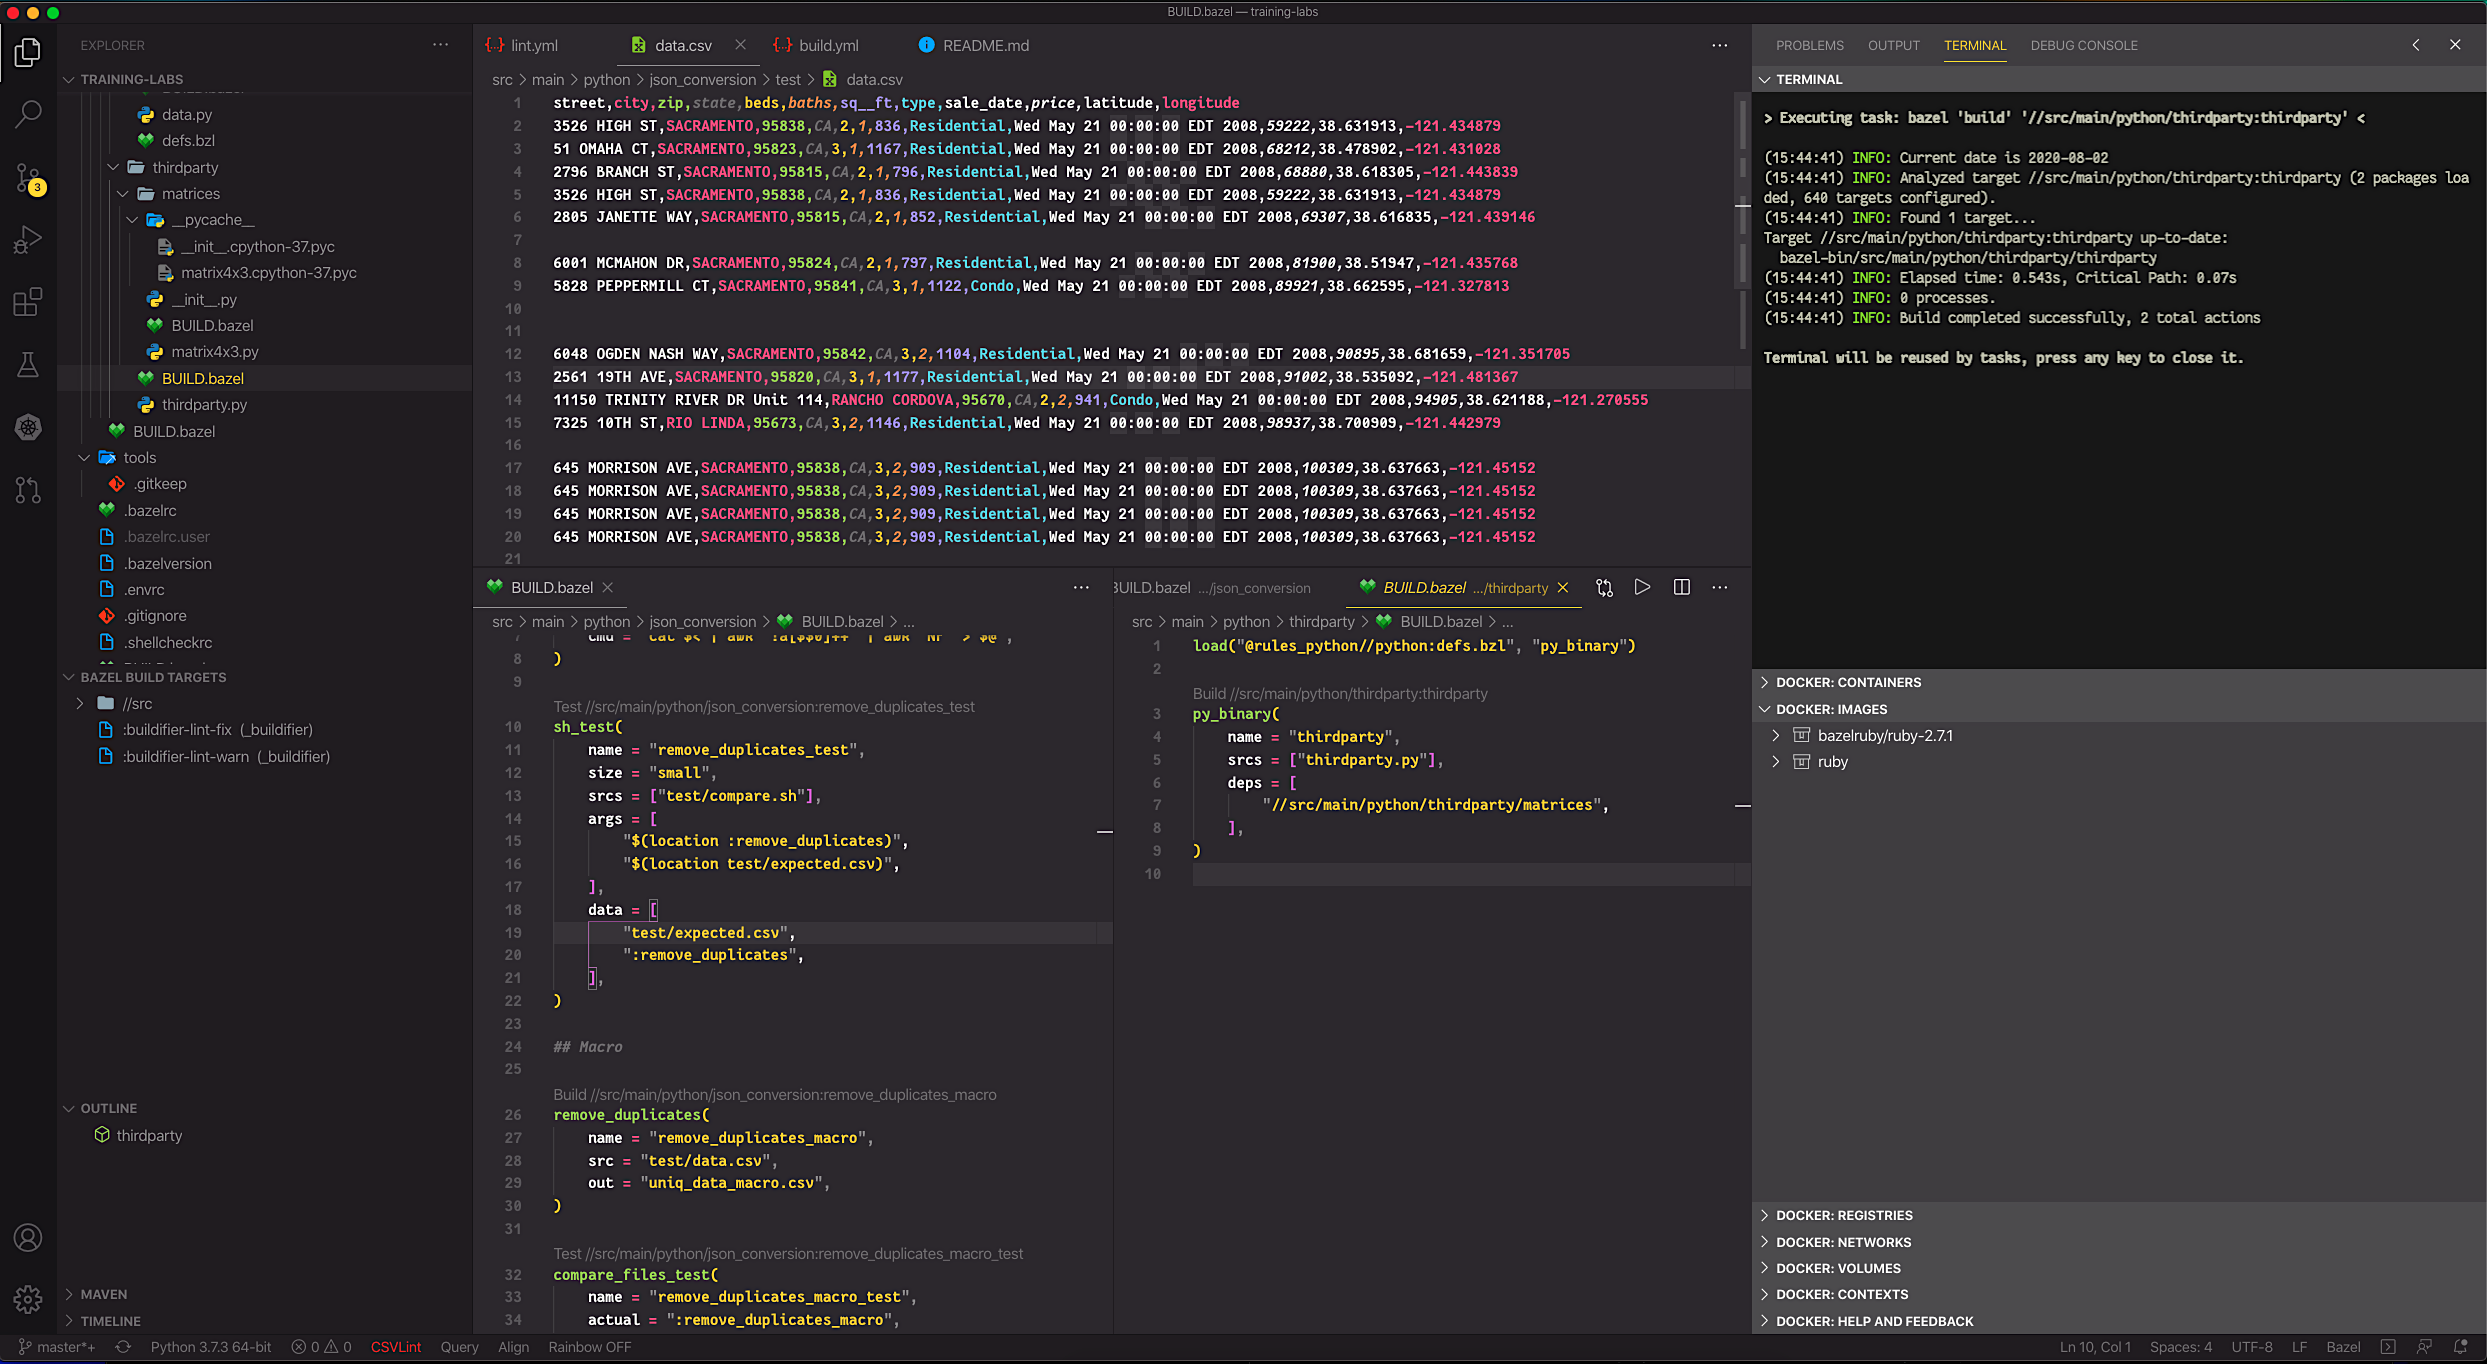 BUILD.bazel — training-labs
EXPLORER
TRAINING-LABS
data.py
defs.bzl
thirdparty
matrices
__pycache__
__init__.cpython-37.pyc
matrix4x3.cpython-37.pyc
__init__.py
BUILD.bazel
matrix4x3.py
BUILD.bazel
thirdparty.py
BUILD.bazel
tools
.gitkeep
.bazelrc
.bazelrc.user
.bazelversion
.envrc
.gitignore
.shellcheckrc
BAZEL BUILD TARGETS
//src
:buildifier-lint-fix (_buildifier)
:buildifier-lint-warn (_buildifier)
OUTLINE
thirdparty
MAVEN
TIMELINE
3
lint.yml
data.csv
build.yml
README.md
src > main > python > json_conversion > test > data.csv
1 street,city,zip,state,beds,baths,sq__ft,type,sale_date,price,latitude,longitude
2 3526 HIGH ST,SACRAMENTO,95838,CA,2,1,836,Residential,Wed May 21 00:00:00 EDT 2008,59222,38.631913,-121.434879
3 51 OMAHA CT,SACRAMENTO,95823,CA,3,1,1167,Residential,Wed May 21 00:00:00 EDT 2008,68212,38.478902,-121.431028
4 2796 BRANCH ST,SACRAMENTO,95815,CA,2,1,796,Residential,Wed May 21 00:00:00 EDT 2008,68880,38.618305,-121.443839
5 3526 HIGH ST,SACRAMENTO,95838,CA,2,1,836,Residential,Wed May 21 00:00:00 EDT 2008,59222,38.631913,-121.434879
6 2805 JANETTE WAY,SACRAMENTO,95815,CA,2,1,852,Residential,Wed May 21 00:00:00 EDT 2008,69307,38.616835,-121.439146
7
8 6001 MCMAHON DR,SACRAMENTO,95824,CA,2,1,797,Residential,Wed May 21 00:00:00 EDT 2008,81900,38.51947,-121.435768
9 5828 PEPPERMILL CT,SACRAMENTO,95841,CA,3,1,1122,Condo,Wed May 21 00:00:00 EDT 2008,89921,38.662595,-121.327813
10
11
12 6048 OGDEN NASH WAY,SACRAMENTO,95842,CA,3,2,1104,Residential,Wed May 21 00:00:00 EDT 2008,90895,38.681659,-121.351705
13 2561 19TH AVE,SACRAMENTO,95820,CA,3,1,1177,Residential,Wed May 21 00:00:00 EDT 2008,91002,38.535092,-121.481367
14 11150 TRINITY RIVER DR Unit 114,RANCHO CORDOVA,95670,CA,2,2,941,Condo,Wed May 21 00:00:00 EDT 2008,94905,38.621188,-121.270555
15 7325 10TH ST,RIO LINDA,95673,CA,3,2,1146,Residential,Wed May 21 00:00:00 EDT 2008,98937,38.700909,-121.442979
16
17 645 MORRISON AVE,SACRAMENTO,95838,CA,3,2,909,Residential,Wed May 21 00:00:00 EDT 2008,100309,38.637663,-121.45152
18 645 MORRISON AVE,SACRAMENTO,95838,CA,3,2,909,Residential,Wed May 21 00:00:00 EDT 2008,100309,38.637663,-121.45152
19 645 MORRISON AVE,SACRAMENTO,95838,CA,3,2,909,Residential,Wed May 21 00:00:00 EDT 2008,100309,38.637663,-121.45152
20 645 MORRISON AVE,SACRAMENTO,95838,CA,3,2,909,Residential,Wed May 21 00:00:00 EDT 2008,100309,38.637663,-121.45152
21
BUILD.bazel
src > main > python > json_conversion > BUILD.bazel > ...
8 )
9
Test //src/main/python/json_conversion:remove_duplicates_test
10 sh_test(
11 name = "remove_duplicates_test",
12 size = "small",
13 srcs = ["test/compare.sh"],
14 args = [
15 "$(location :remove_duplicates)",
16 "$(location test/expected.csv)",
17 ],
18 data = [
19 "test/expected.csv",
20 ":remove_duplicates",
21 ],
22 )
23
24 ## Macro
25
Build //src/main/python/json_conversion:remove_duplicates_macro
26 remove_duplicates(
27 name = "remove_duplicates_macro",
28 src = "test/data.csv",
29 out = "uniq_data_macro.csv",
30 )
31
Test //src/main/python/json_conversion:remove_duplicates_macro_test
32 compare_files_test(
33 name = "remove_duplicates_macro_test",
34 actual = ":remove_duplicates_macro",
BUILD.bazel .../json_conversion
BUILD.bazel .../thirdparty
src > main > python > thirdparty > BUILD.bazel > ...
1 load("@rules_python//python:defs.bzl", "py_binary")
2
Build //src/main/python/thirdparty:thirdparty
3 py_binary(
4 name = "thirdparty",
5 srcs = ["thirdparty.py"],
6 deps = [
7 "//src/main/python/thirdparty/matrices",
8 ],
9 )
10
PROBLEMS OUTPUT TERMINAL DEBUG CONSOLE
TERMINAL
> Executing task: bazel 'build' '//src/main/python/thirdparty:thirdparty' <
(15:44:41) INFO: Current date is 2020-08-02
(15:44:41) INFO: Analyzed target //src/main/python/thirdparty:thirdparty (2 packages loa
ded, 640 targets configured).
(15:44:41) INFO: Found 1 target...
Target //src/main/python/thirdparty:thirdparty up-to-date:
bazel-bin/src/main/python/thirdparty/thirdparty
(15:44:41) INFO: Elapsed time: 0.543s, Critical Path: 0.07s
(15:44:41) INFO: 0 processes.
(15:44:41) INFO: Build completed successfully, 2 total actions
Terminal will be reused by tasks, press any key to close it.
DOCKER: CONTAINERS
DOCKER: IMAGES
bazelruby/ruby-2.7.1
ruby
DOCKER: REGISTRIES
DOCKER: NETWORKS
DOCKER: VOLUMES
DOCKER: CONTEXTS
DOCKER: HELP AND FEEDBACK
master*+ Python 3.7.3 64-bit 0 0 CSVLint Query Align Rainbow OFF
Ln 10, Col 1 Spaces: 4 UTF-8 LF Bazel